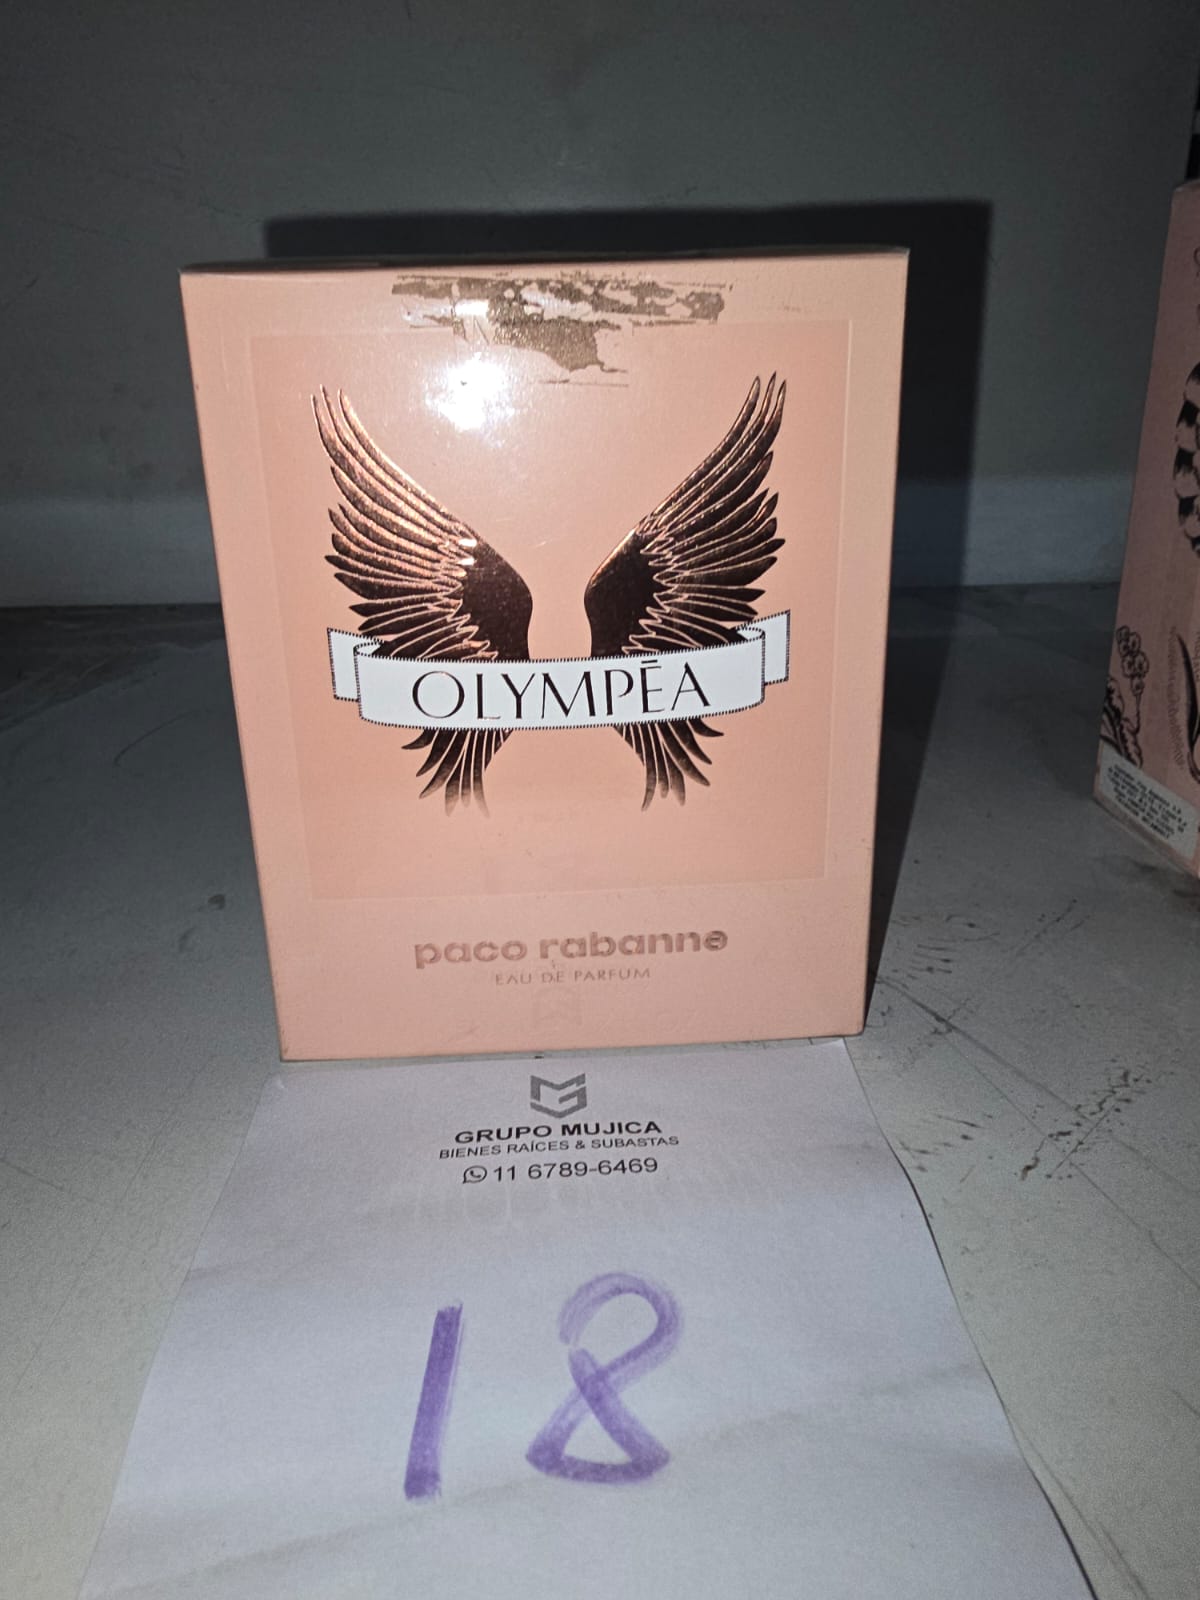 OLYMPĒA
paco rabanne
EAU DE PARFUM
GRUPO MUJICA
BIENES RAÍCES & SUBASTAS
11 6789-6469
18